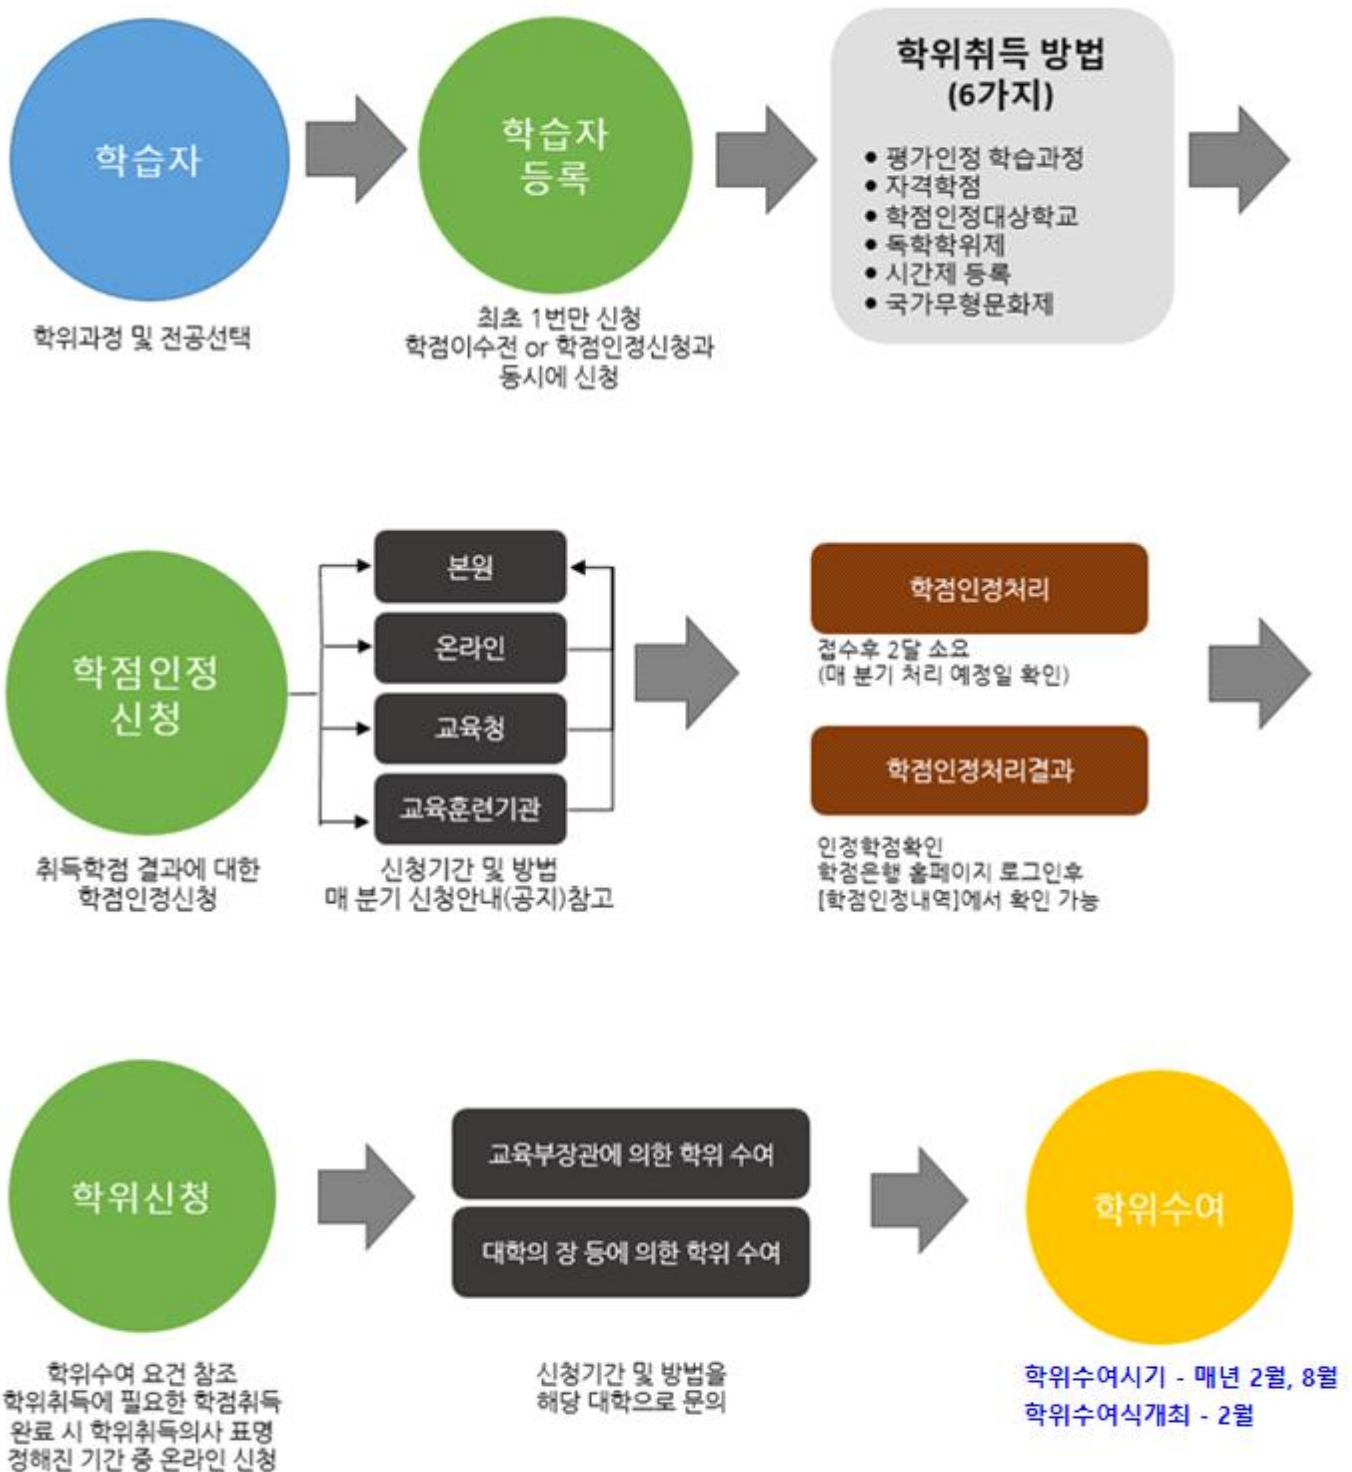 학습자
학위과정 및 전공선택
학습자
등록
최초 1번만 신청
학점이수전 or 학점인정신청과
동시에 신청
학위취득 방법
(6가지)
● 평가인정 학습과정
● 자격학점
● 학점인정대상학교
● 독학학위제
● 시간제 등록
● 국가무형문화제
학점인정
신청
취득학점 결과에 대한
학점인정신청
본원
온라인
교육청
교육훈련기관
신청기간 및 방법
매 분기 신청안내(공지)참고
학점인정처리
접수후 2달 소요
(매 분기 처리 예정일 확인)
학점인정처리결과
인정학점확인
학점은행 홈페이지 로그인후
[학점인정내역]에서 확인 가능
학위신청
학위수여 요건 참조
학위취득에 필요한 학점취득
완료 시 학위취득의사 표명
정해진 기간 중 온라인 신청
교육부장관에 의한 학위 수여
대학의 장 등에 의한 학위 수여
신청기간 및 방법을
해당 대학으로 문의
학위수여
학위수여시기 - 매년 2월, 8월
학위수여식개최 - 2월